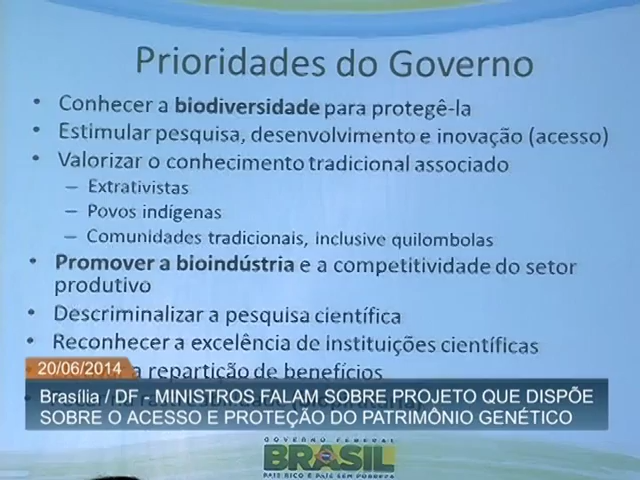 Prioridades do Governo
• Conhecer a biodiversidade para protegê-la
• Estimular pesquisa, desenvolvimento e inovação (acesso)
• Valorizar o conhecimento tradicional associado
– Extrativistas
– Povos indígenas
– Comunidades tradicionais, inclusive quilombolas
• Promover a bioindústria e a competitividade do setor
produtivo
• Descriminalizar a pesquisa científica
• Reconhecer a excelência de instituições científicas
a repartição de benefícios
20/06/2014
Brasília / DF - MINISTROS FALAM SOBRE PROJETO QUE DISPÕE
SOBRE O ACESSO E PROTEÇÃO DO PATRIMÔNIO GENÉTICO
GOVERNO FEDERAL
BRASIL
PAÍS RICO É PAÍS SEM POBREZA